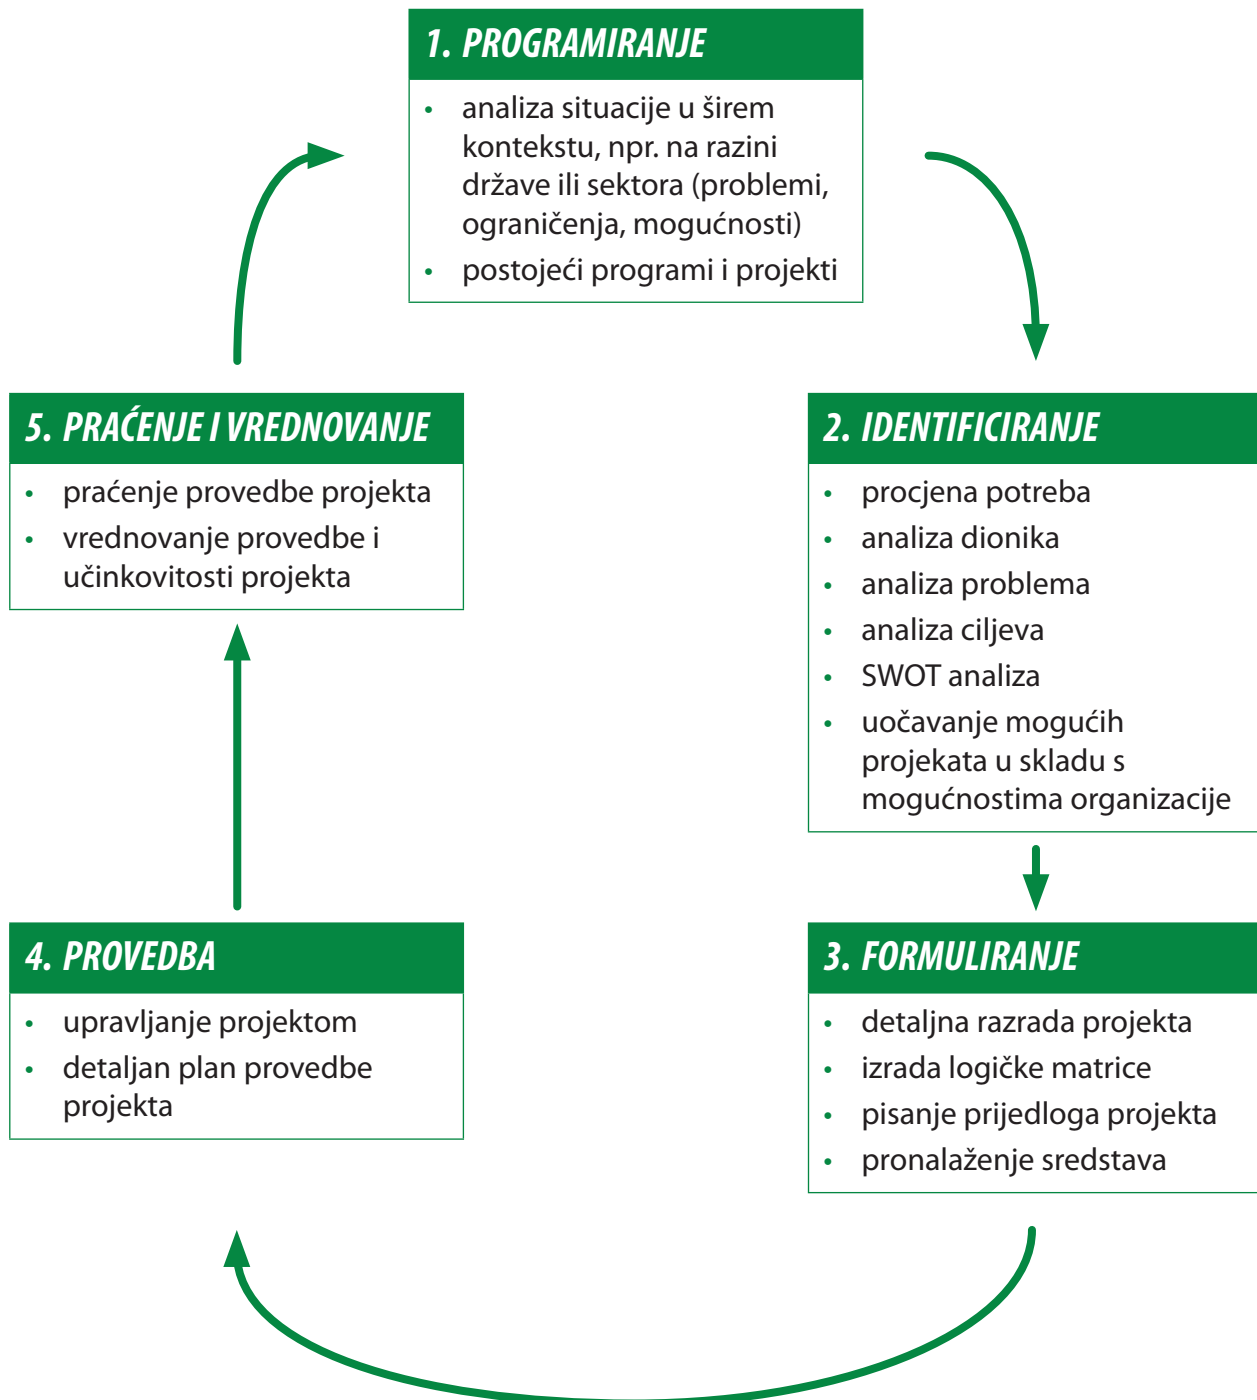 1. PROGRAMIRANJE
• analiza situacije u širem
kontekstu, npr. na razini
države ili sektora (problemi,
ograničenja, mogućnosti)
• postojeći programi i projekti
2. IDENTIFICIRANJE
• procjena potreba
• analiza dionika
• analiza problema
• analiza ciljeva
• SWOT analiza
• uočavanje mogućih
projekata u skladu s
mogućnostima organizacije
3. FORMULIRANJE
• detaljna razrada projekta
• izrada logičke matrice
• pisanje prijedloga projekta
• pronalaženje sredstava
4. PROVEDBA
• upravljanje projektom
• detaljan plan provedbe
projekta
5. PRAĆENJE I VREDNOVANJE
• praćenje provedbe projekta
• vrednovanje provedbe i
učinkovitosti projekta